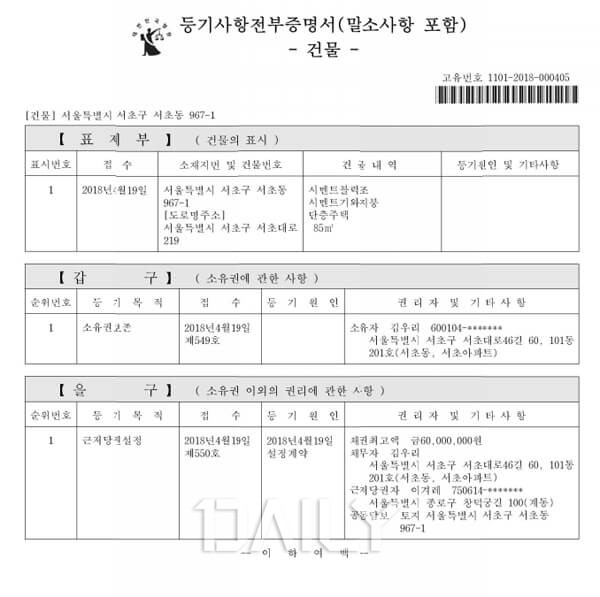 등기사항전부증명서(말소사항 포함)
- 건물 -
고유번호 1101-2018-000405
[건물] 서울특별시 서초구 서초동 967-1
【 표 제 부 】 ( 건물의 표시 )
표시번호 접 수 소재지번 및 건물번호 건 물 내 역 등기원인 및 기타사항
1 2018년4월19일 서울특별시 서초구 서초동 시멘트블럭조
967-1 시멘트기와지붕
[도로명주소] 단층주택
서울특별시 서초구 서초대로 85㎡
219
【 갑 구 】 ( 소유권에 관한 사항 )
순위번호 등 기 목 적 접 수 등 기 원 인 권 리 자 및 기 타 사 항
1 소유권보존 2018년4월19일 소유자 김우리 600104-*******
제549호 서울특별시 서초구 서초대로46길 60, 101동
201호(서초동, 서초아파트)
【 을 구 】 ( 소유권 이외의 권리에 관한 사항 )
순위번호 등 기 목 적 접 수 등 기 원 인 권 리 자 및 기 타 사 항
1 근저당권설정 2018년4월19일 2018년4월19일 채권최고액 금60,000,000원
제550호 설정계약 채무자 김우리
서울특별시 서초구 서초대로46길 60, 101동
201호(서초동, 서초아파트)
근저당권자 이겨레 750614-*******
서울특별시 종로구 창덕궁길 100(계동)
공동담보 토지 서울특별시 서초구 서초동
967-1
1DAILY
-- 이 하 여 백 --